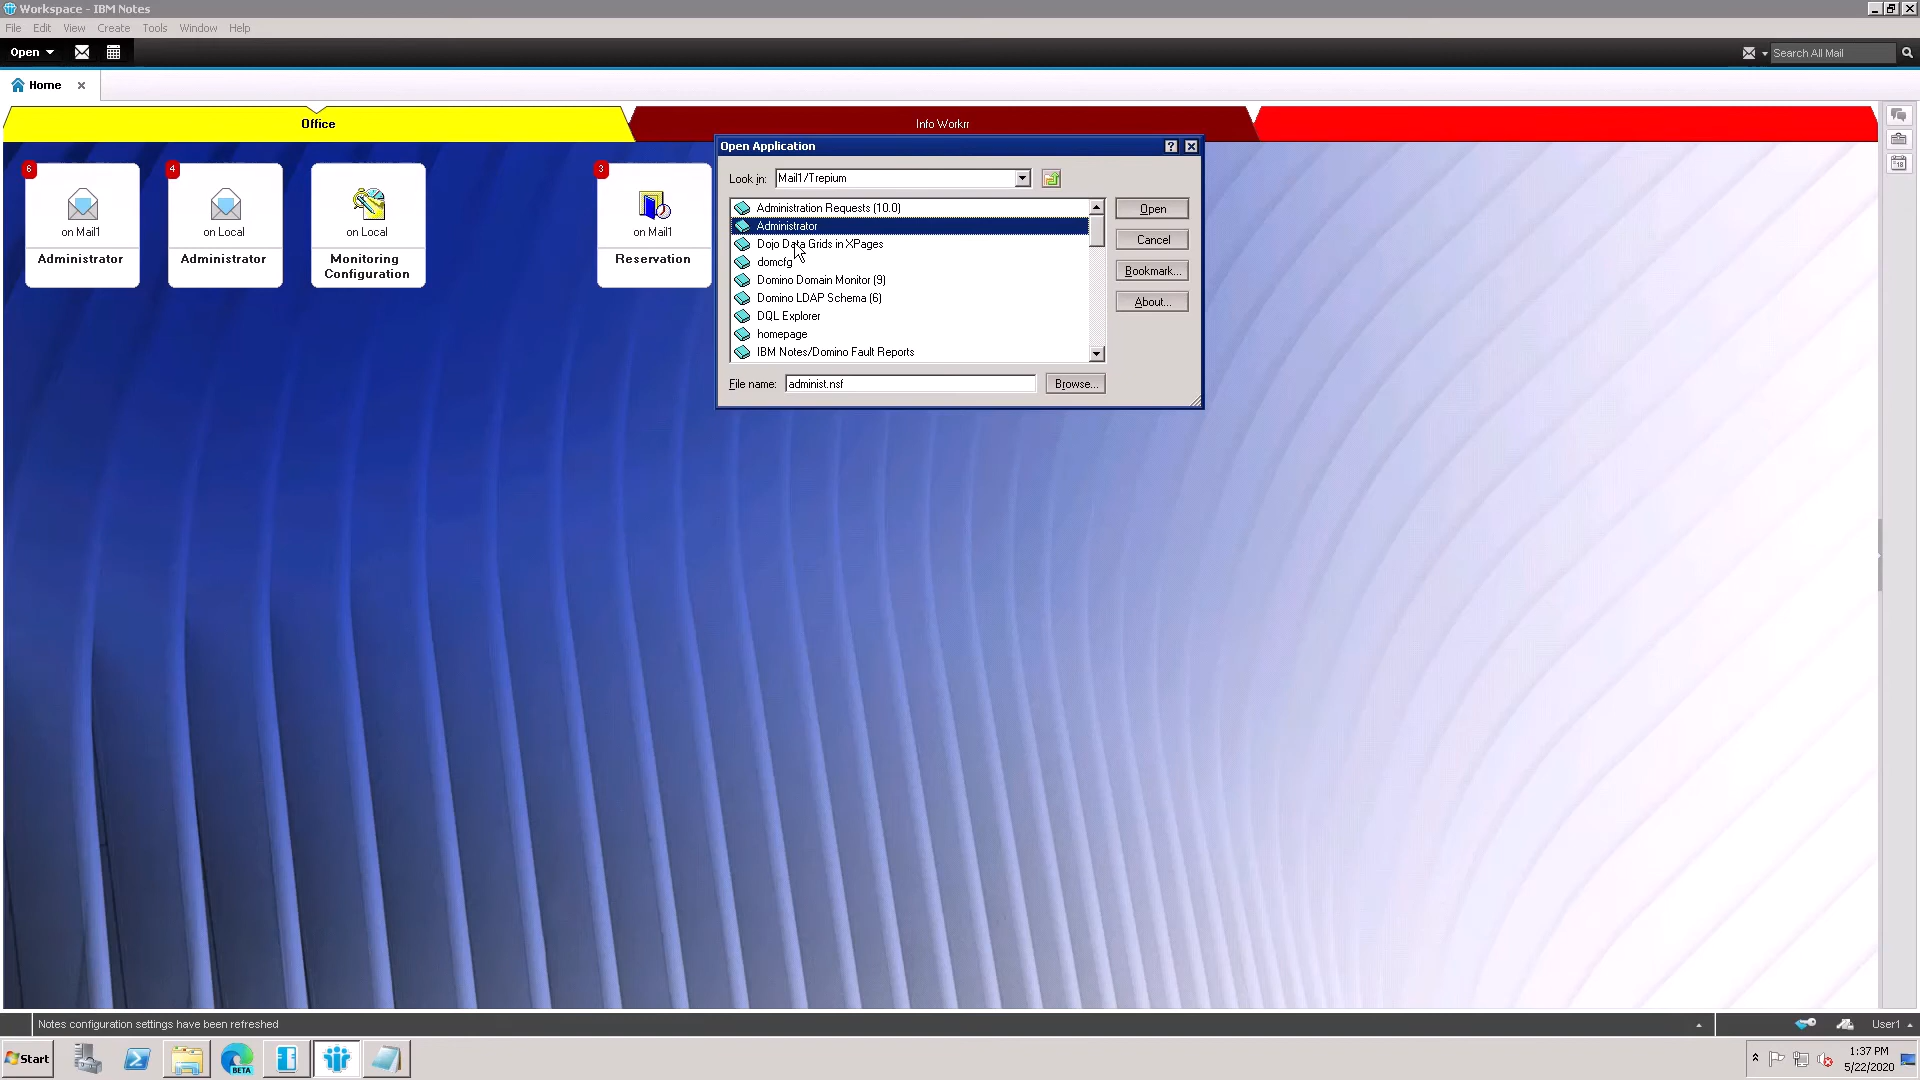 Workspace - IBM Notes
File Edit View Create Tools Window Help
Open
Search All Mail
Home
Office
Info Workrr
6
on Mail1
Administrator
4
on Local
Administrator
on Local
Monitoring
Configuration
3
on Mail1
Reservation
Open Application
Look in: Mail1/Trepium
Administration Requests (10.0)
Administrator
Dojo Data Grids in XPages
domcfg
Domino Domain Monitor (9)
Domino LDAP Schema (6)
DQL Explorer
homepage
IBM Notes/Domino Fault Reports
File name: administ.nsf
Browse...
Open
Cancel
Bookmark...
About...
Notes configuration settings have been refreshed
User1
Start
BETA
1:37 PM
5/22/2020